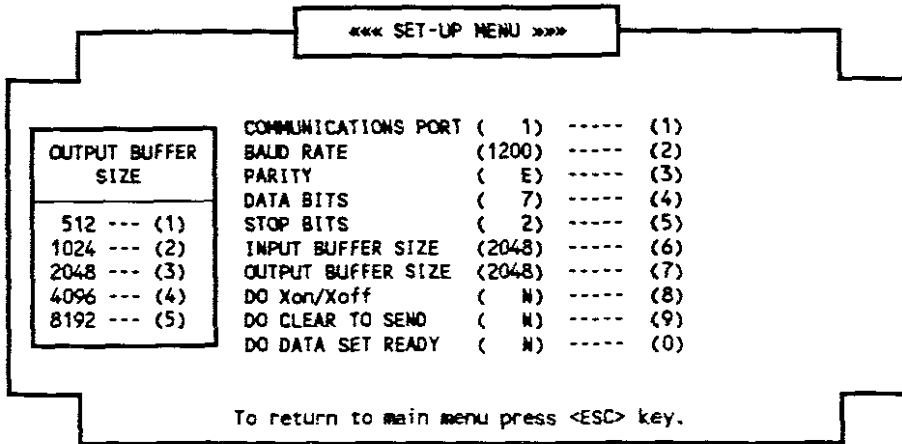 ««« SET-UP MENU »»»
OUTPUT BUFFER
SIZE
512 --- (1)
1024 --- (2)
2048 --- (3)
4096 --- (4)
8192 --- (5)
COMMUNICATIONS PORT ( 1) ----- (1)
BAUD RATE (1200) ----- (2)
PARITY ( E) ----- (3)
DATA BITS ( 7) ----- (4)
STOP BITS ( 2) ----- (5)
INPUT BUFFER SIZE (2048) ----- (6)
OUTPUT BUFFER SIZE (2048) ----- (7)
DO Xon/Xoff ( N) ----- (8)
DO CLEAR TO SEND ( N) ----- (9)
DO DATA SET READY ( N) ----- (0)
To return to main menu press <ESC> key.